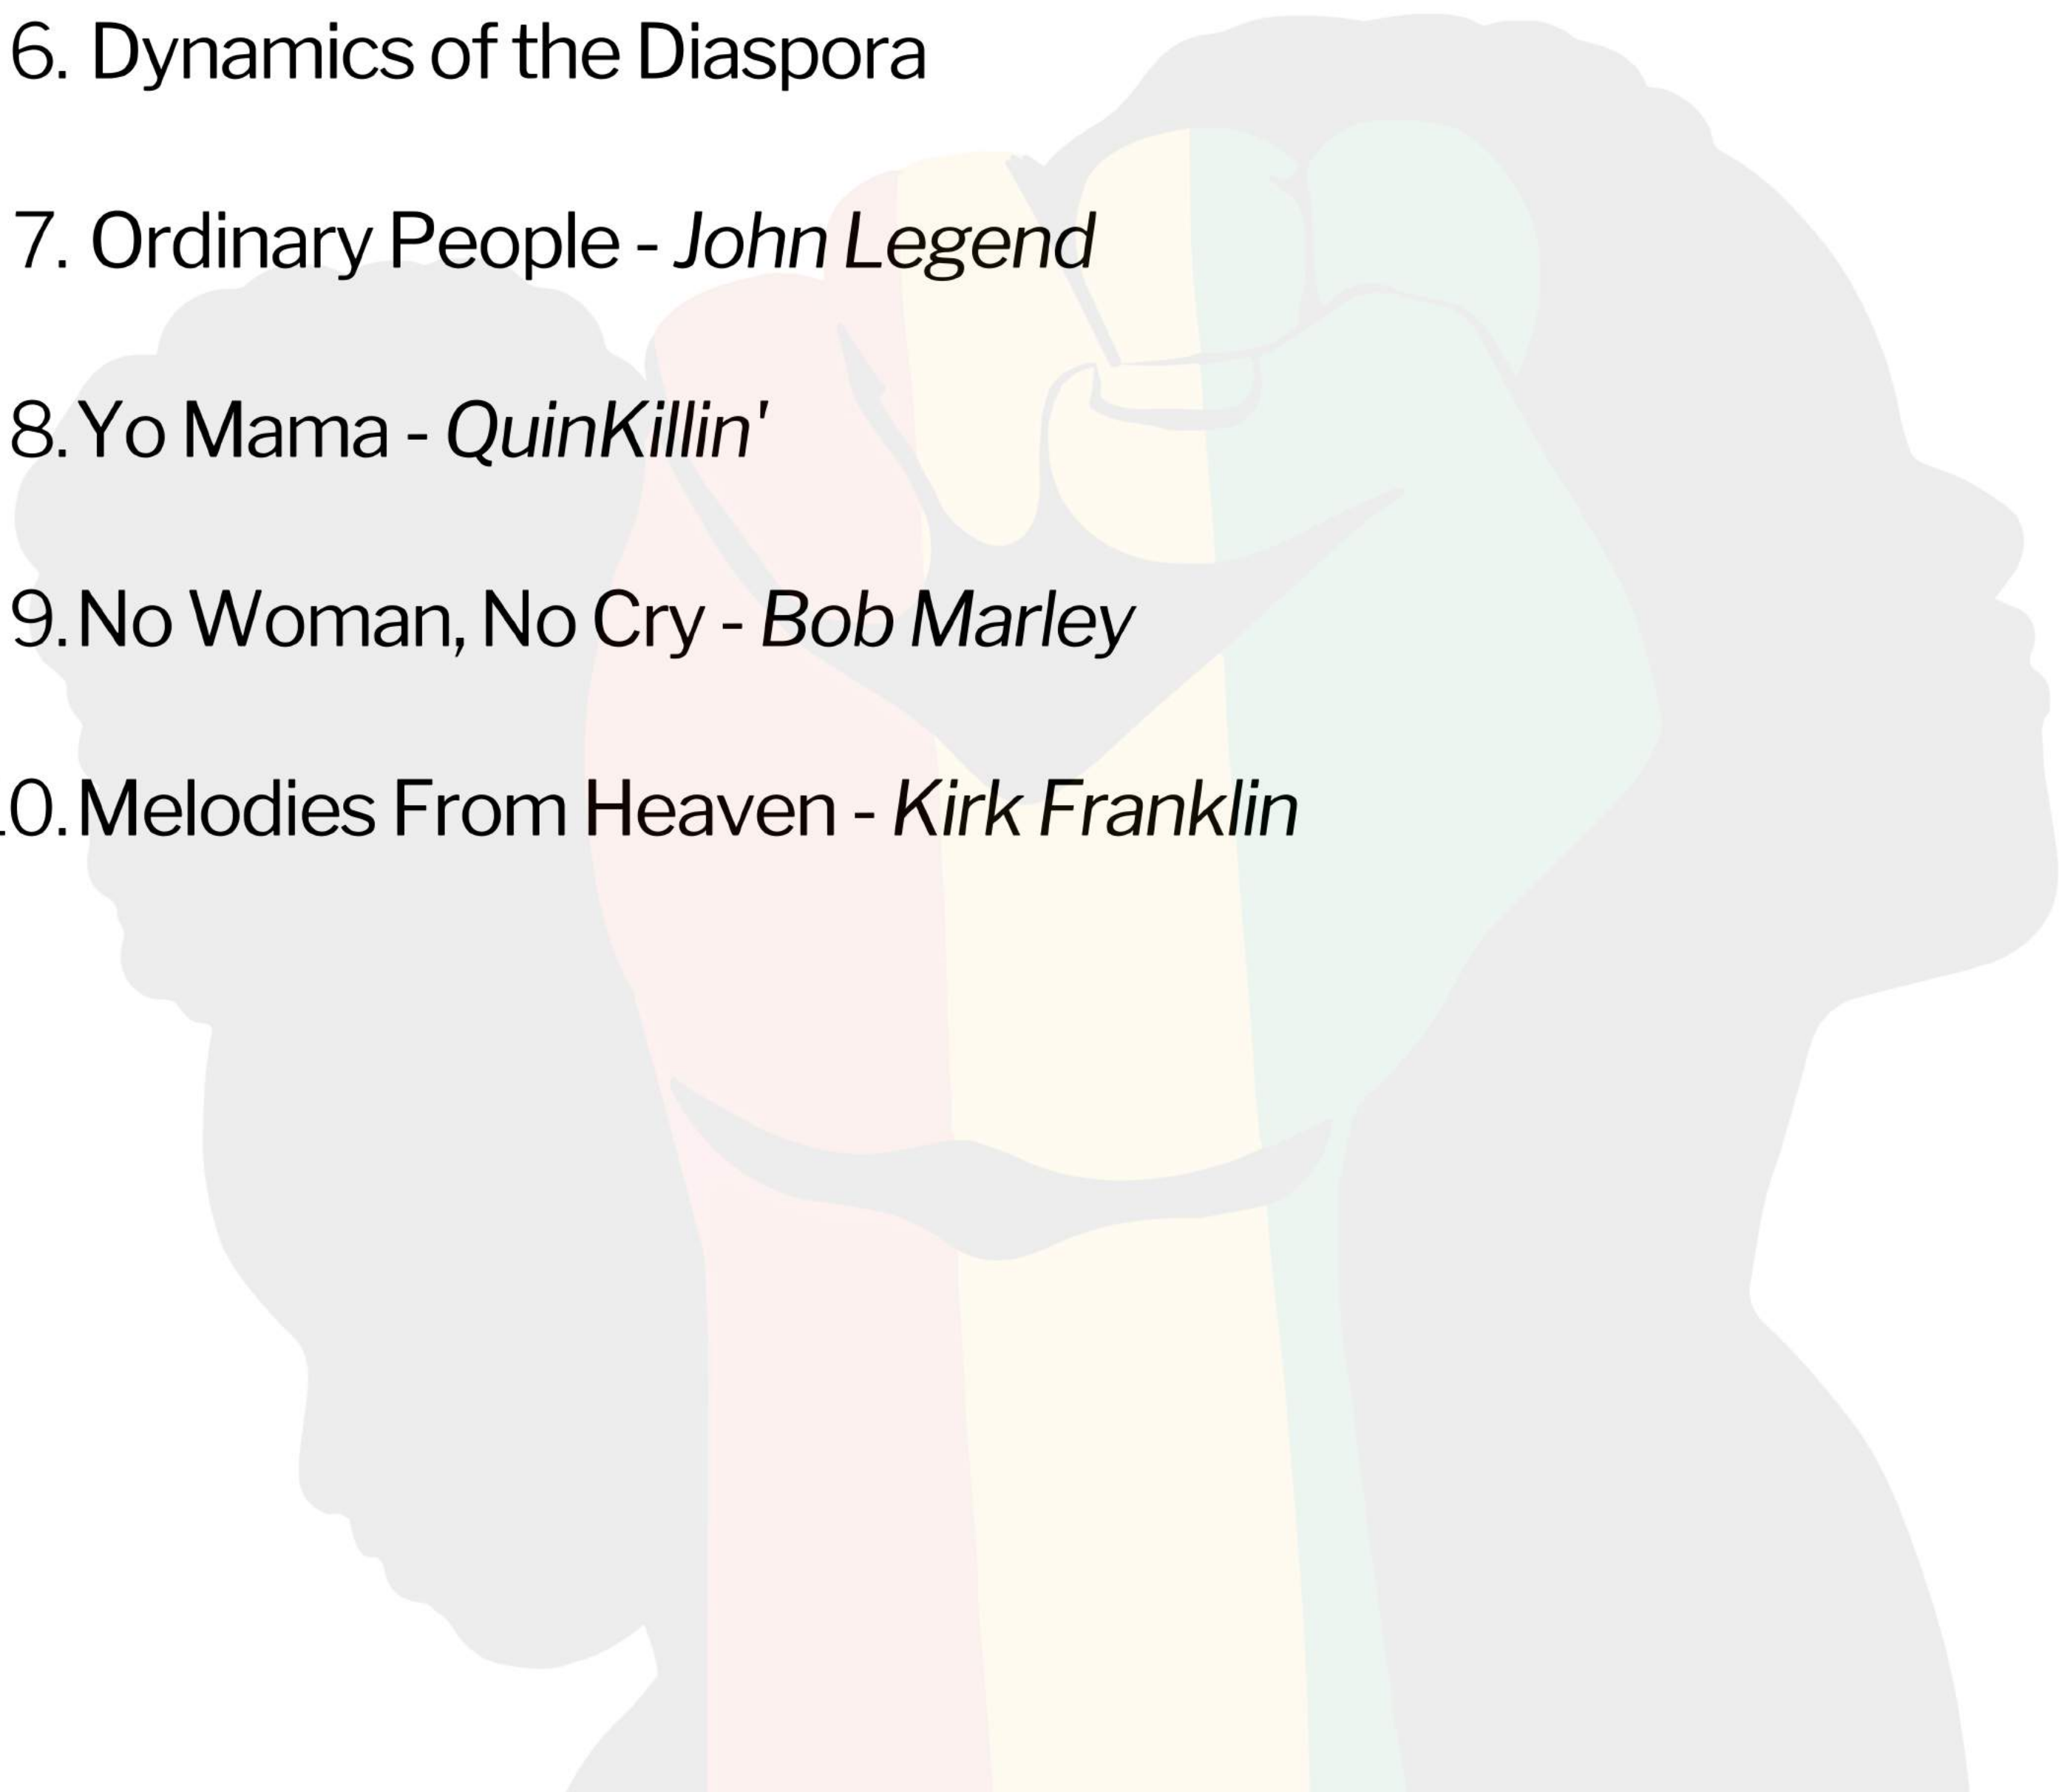 6. Dynamics of the Diaspora
7. Ordinary People - John Legend
8. Yo Mama - QuinKillin'
9. No Woman, No Cry - Bob Marley
10. Melodies From Heaven - Kirk Franklin